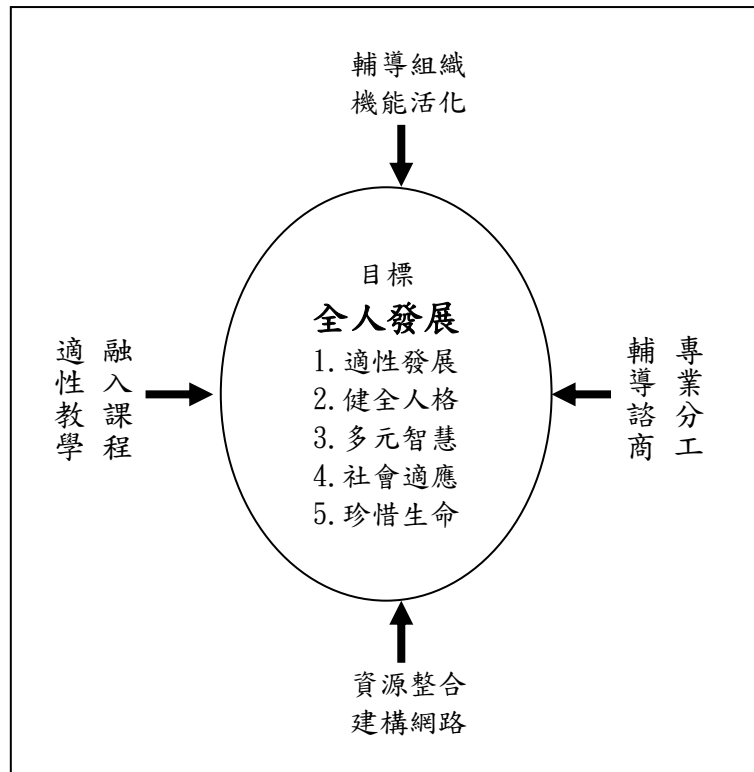 輔導組織
機能活化
目標
全人發展
1.適性發展
2.健全人格
3.多元智慧
4.社會適應
5.珍惜生命
融入課程
適性教學
專業分工
輔導諮商
資源整合
建構網路